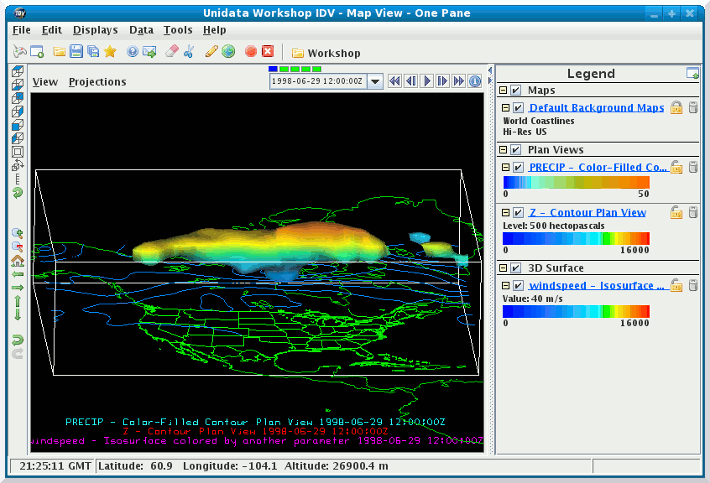 Unidata Workshop IDV - Map View - One Pane
File Edit Displays Data Tools Help
Workshop
View Projections
1998-06-29 12:00:00Z
Legend
Maps
Default Background Maps
World Coastlines
Hi-Res US
Plan Views
PRECIP - Color-Filled Co...
0 50
Z - Contour Plan View
Level: 500 hectopascals
0 16000
3D Surface
windspeed - Isosurface ...
Value: 40 m/s
0 16000
PRECIP - Color-Filled Contour Plan View 1998-06-29 12:00:00Z
Z - Contour Plan View 1998-06-29 12:00:00Z
windspeed - Isosurface colored by another parameter 1998-06-29 12:00:00Z
21:25:11 GMT Latitude: 60.9 Longitude: -104.1 Altitude: 26900.4 m